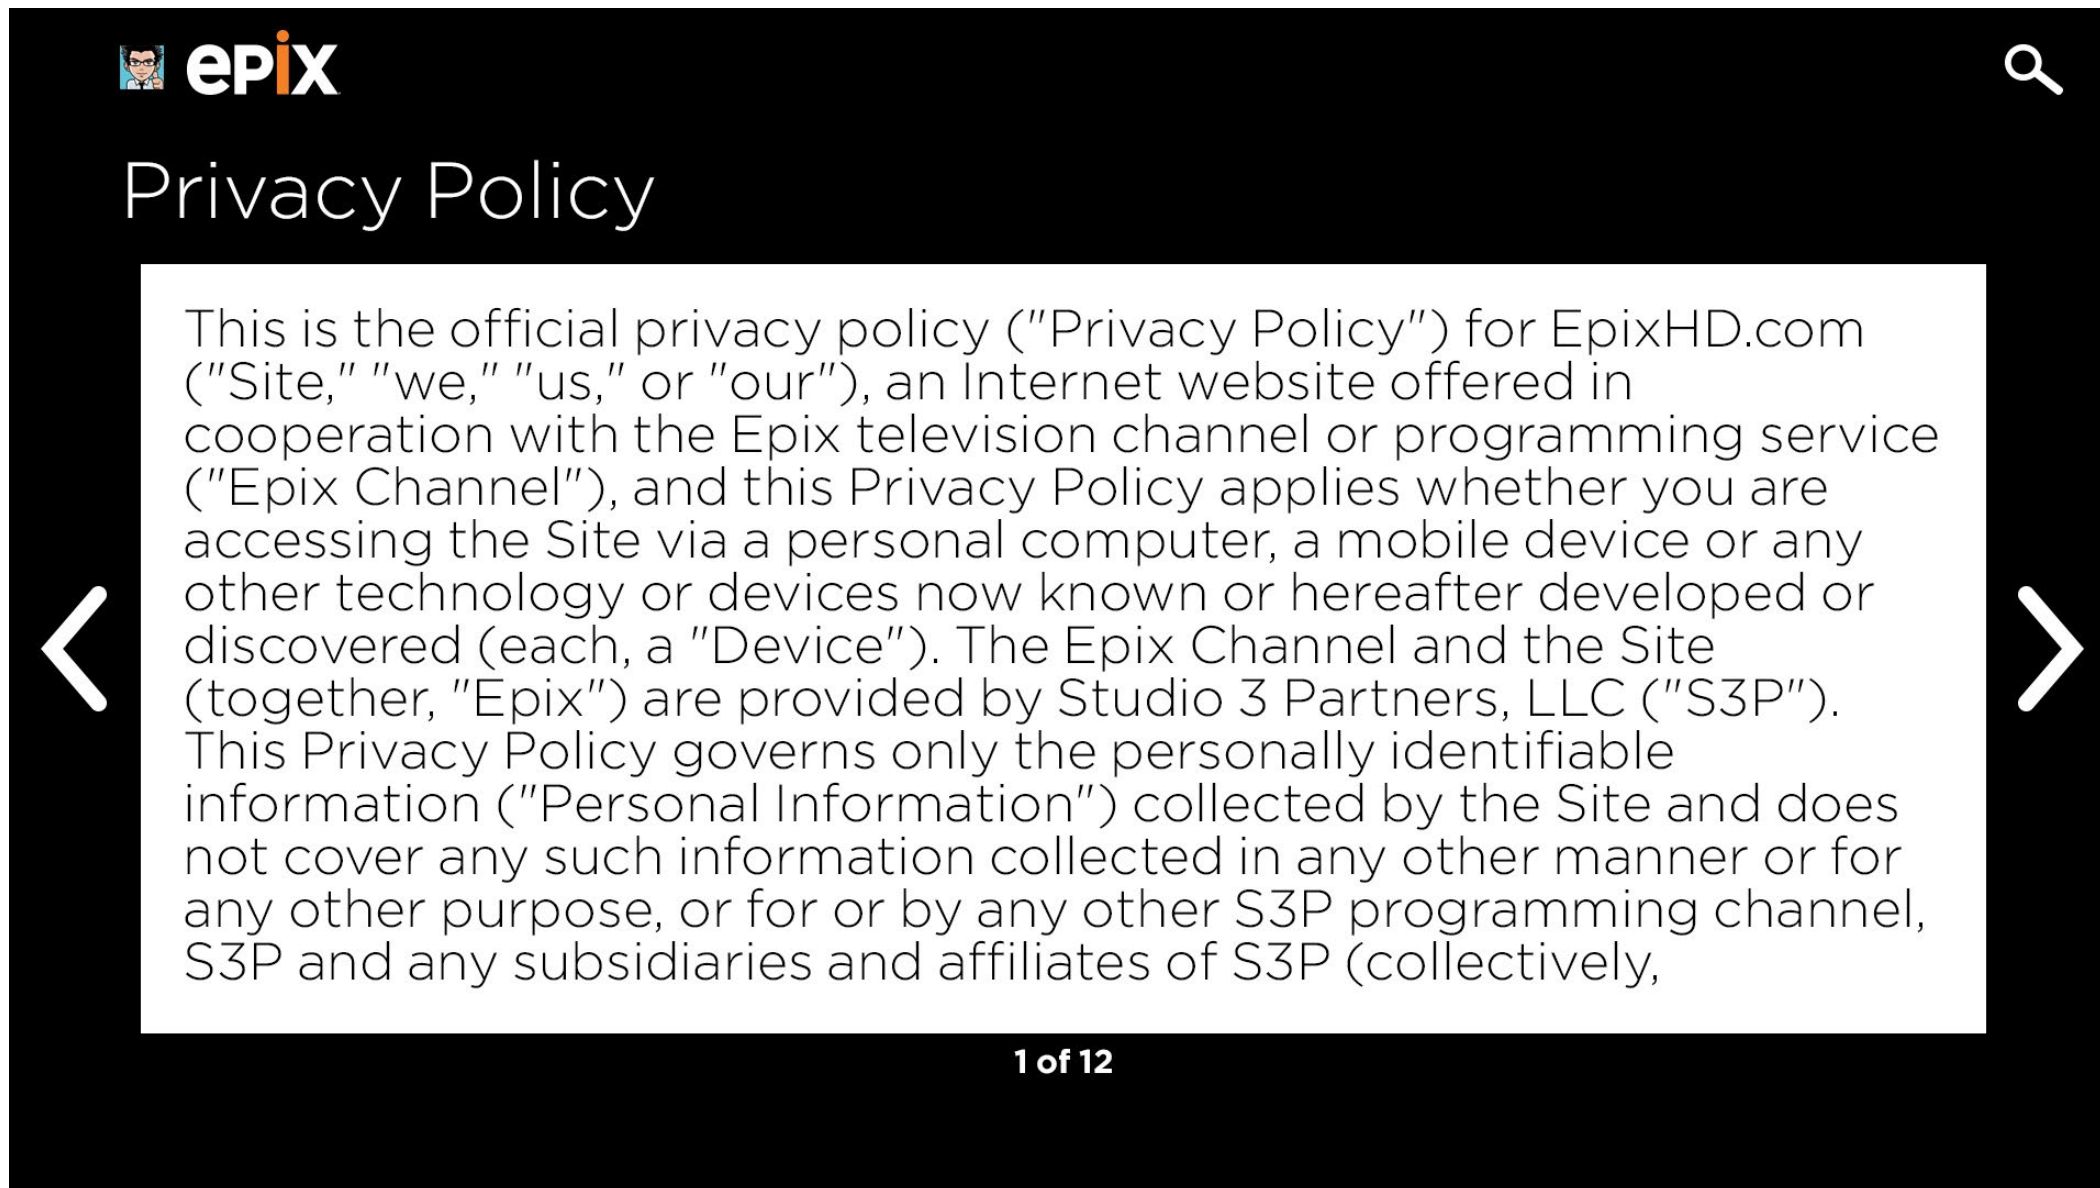 epix
Privacy Policy
This is the official privacy policy ("Privacy Policy") for EpixHD.com
("Site," "we," "us," or "our"), an Internet website offered in
cooperation with the Epix television channel or programming service
("Epix Channel"), and this Privacy Policy applies whether you are
accessing the Site via a personal computer, a mobile device or any
other technology or devices now known or hereafter developed or
discovered (each, a "Device"). The Epix Channel and the Site
(together, "Epix") are provided by Studio 3 Partners, LLC ("S3P").
This Privacy Policy governs only the personally identifiable
information ("Personal Information") collected by the Site and does
not cover any such information collected in any other manner or for
any other purpose, or for or by any other S3P programming channel,
S3P and any subsidiaries and affiliates of S3P (collectively,
1 of 12